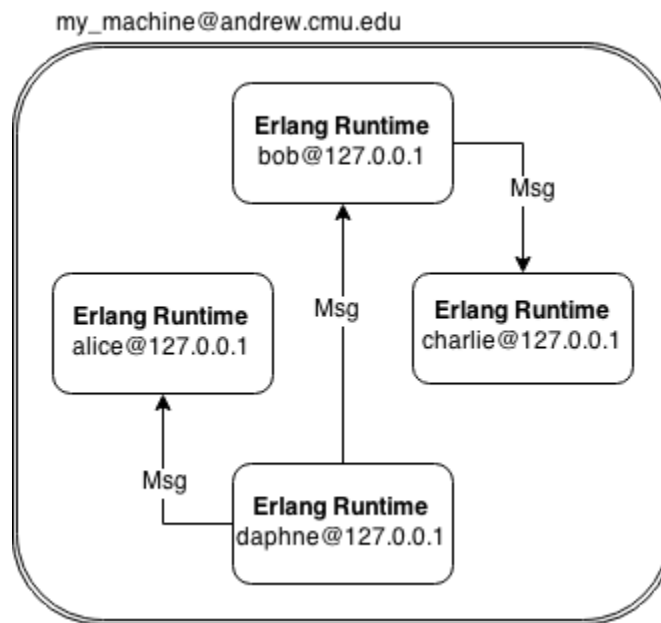 my_machine@andrew.cmu.edu
Erlang Runtime
bob@127.0.0.1
Msg
Msg
Erlang Runtime
alice@127.0.0.1
Erlang Runtime
charlie@127.0.0.1
Msg
Erlang Runtime
daphne@127.0.0.1